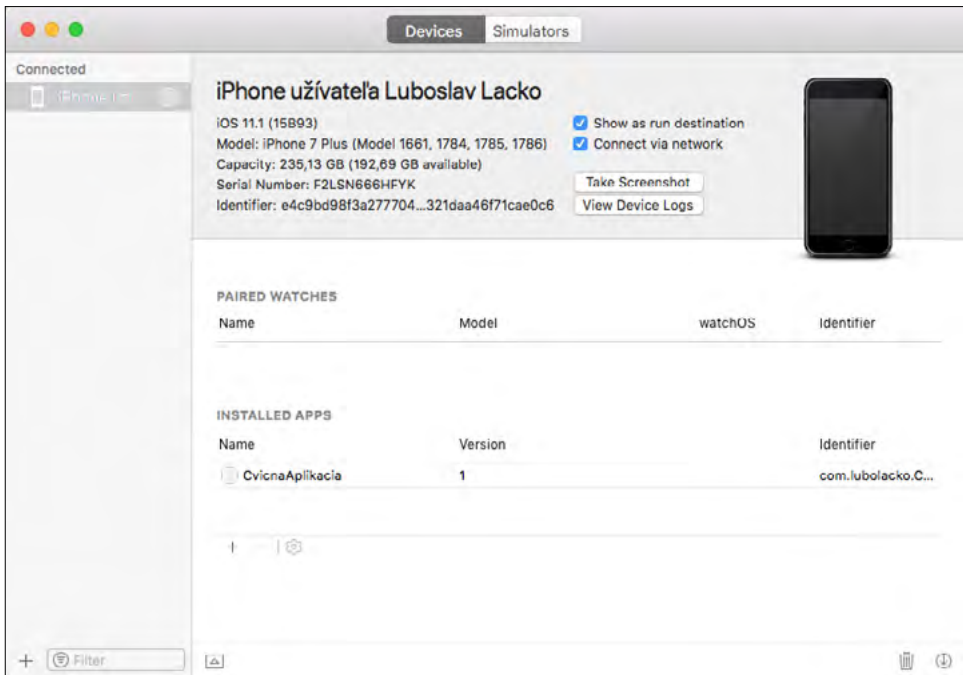 Devices Simulators
Connected
iPhone užívateľa Luboslav Lacko
iOS 11.1 (15B93)
Model: iPhone 7 Plus (Model 1661, 1784, 1785, 1786)
Capacity: 235,13 GB (192,69 GB available)
Serial Number: F2LSN666HFYK
Identifier: e4c9bd98f3a277704...321daa46f71cae0c6
Show as run destination
Connect via network
Take Screenshot
View Device Logs
PAIRED WATCHES
Name Model watchOS Identifier
INSTALLED APPS
Name Version Identifier
CvicnaAplikacia 1 com.lubolacko.C...
Filter